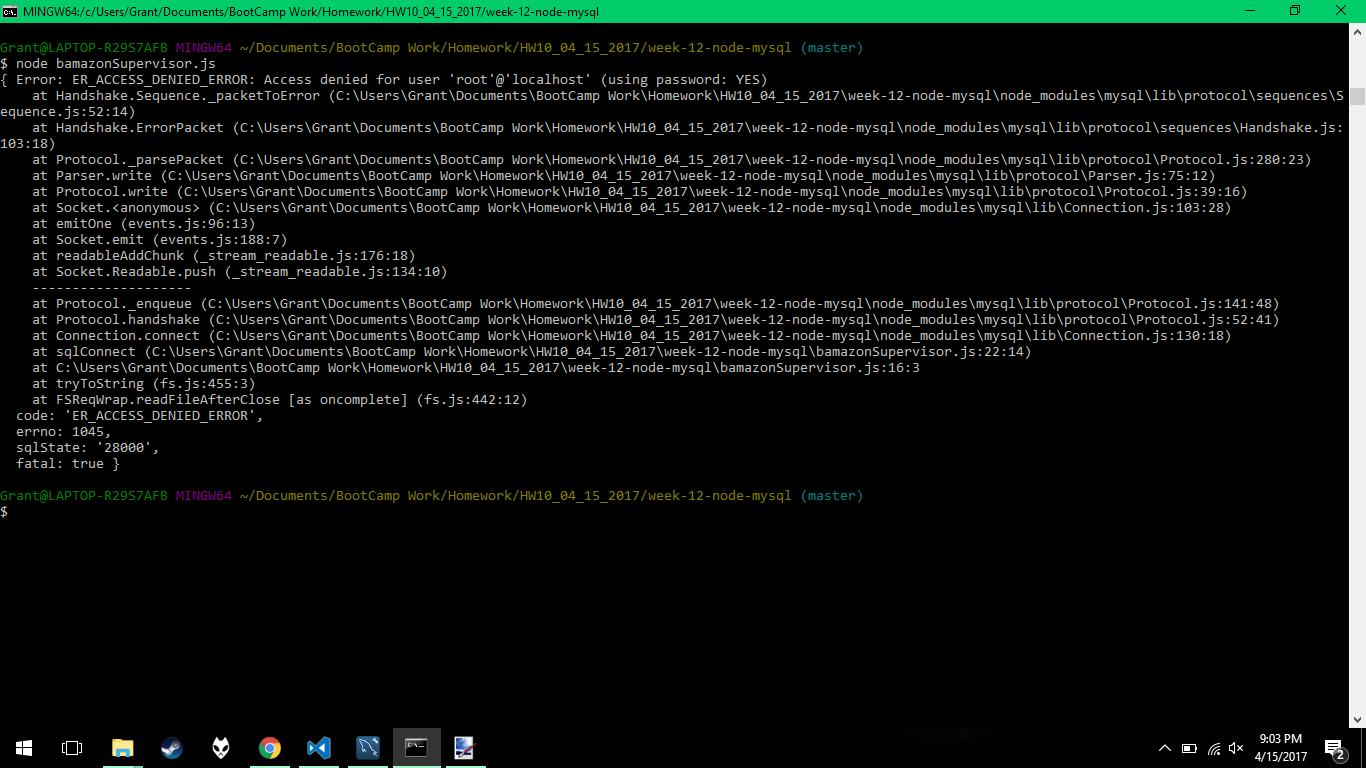 MINGW64:/c/Users/Grant/Documents/BootCamp Work/Homework/HW10_04_15_2017/week-12-node-mysql
Grant@LAPTOP-R29S7AFB MINGW64 ~/Documents/BootCamp Work/Homework/HW10_04_15_2017/week-12-node-mysql (master)
$ node bamazonSupervisor.js
{ Error: ER_ACCESS_DENIED_ERROR: Access denied for user 'root'@'localhost' (using password: YES)
    at Handshake.Sequence._packetToError (C:\Users\Grant\Documents\BootCamp Work\Homework\HW10_04_15_2017\week-12-node-mysql\node_modules\mysql\lib\protocol\sequences\S
equence.js:52:14)
    at Handshake.ErrorPacket (C:\Users\Grant\Documents\BootCamp Work\Homework\HW10_04_15_2017\week-12-node-mysql\node_modules\mysql\lib\protocol\sequences\Handshake.js:
103:18)
    at Protocol._parsePacket (C:\Users\Grant\Documents\BootCamp Work\Homework\HW10_04_15_2017\week-12-node-mysql\node_modules\mysql\lib\protocol\Protocol.js:280:23)
    at Parser.write (C:\Users\Grant\Documents\BootCamp Work\Homework\HW10_04_15_2017\week-12-node-mysql\node_modules\mysql\lib\protocol\Parser.js:75:12)
    at Protocol.write (C:\Users\Grant\Documents\BootCamp Work\Homework\HW10_04_15_2017\week-12-node-mysql\node_modules\mysql\lib\protocol\Protocol.js:39:16)
    at Socket.<anonymous> (C:\Users\Grant\Documents\BootCamp Work\Homework\HW10_04_15_2017\week-12-node-mysql\node_modules\mysql\lib\Connection.js:103:28)
    at emitOne (events.js:96:13)
    at Socket.emit (events.js:188:7)
    at readableAddChunk (_stream_readable.js:176:18)
    at Socket.Readable.push (_stream_readable.js:134:10)
    --------------------
    at Protocol._enqueue (C:\Users\Grant\Documents\BootCamp Work\Homework\HW10_04_15_2017\week-12-node-mysql\node_modules\mysql\lib\protocol\Protocol.js:141:48)
    at Protocol.handshake (C:\Users\Grant\Documents\BootCamp Work\Homework\HW10_04_15_2017\week-12-node-mysql\node_modules\mysql\lib\protocol\Protocol.js:52:41)
    at Connection.connect (C:\Users\Grant\Documents\BootCamp Work\Homework\HW10_04_15_2017\week-12-node-mysql\node_modules\mysql\lib\Connection.js:130:18)
    at sqlConnect (C:\Users\Grant\Documents\BootCamp Work\Homework\HW10_04_15_2017\week-12-node-mysql\bamazonSupervisor.js:22:14)
    at C:\Users\Grant\Documents\BootCamp Work\Homework\HW10_04_15_2017\week-12-node-mysql\bamazonSupervisor.js:16:3
    at tryToString (fs.js:455:3)
    at FSReqWrap.readFileAfterClose [as oncomplete] (fs.js:442:12)
  code: 'ER_ACCESS_DENIED_ERROR',
  errno: 1045,
  sqlState: '28000',
  fatal: true }
Grant@LAPTOP-R29S7AFB MINGW64 ~/Documents/BootCamp Work/Homework/HW10_04_15_2017/week-12-node-mysql (master)
$
9:03 PM
4/15/2017
2